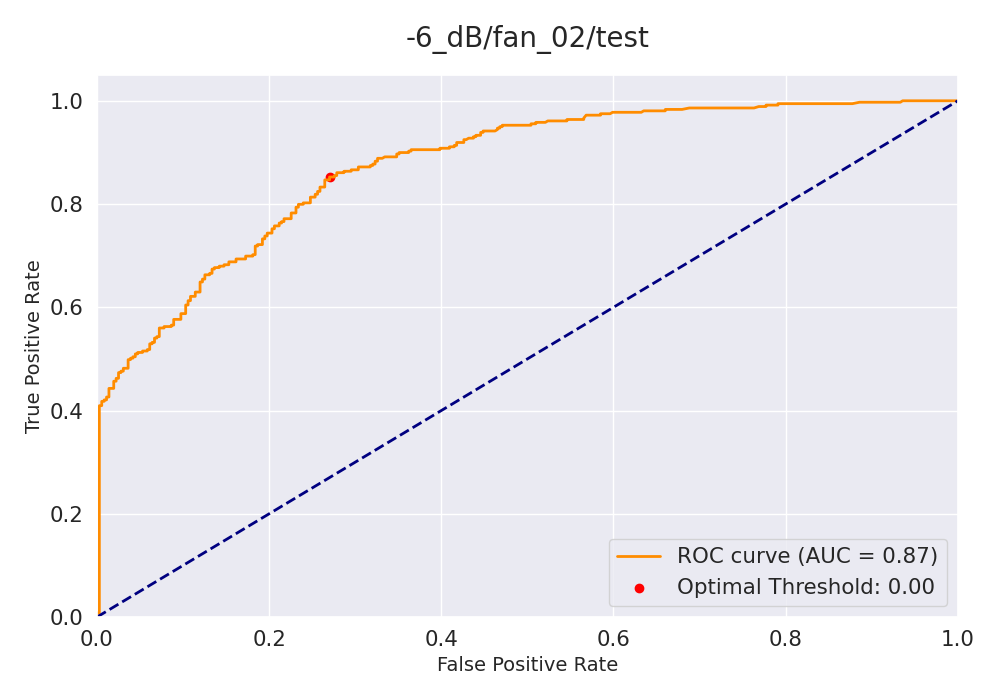 -6_dB/fan_02/test
True Positive Rate
1.0
0.8
0.6
0.4
0.2
0.0
ROC curve (AUC = 0.87)
Optimal Threshold: 0.00
0.0 0.2 0.4 0.6 0.8 1.0
False Positive Rate